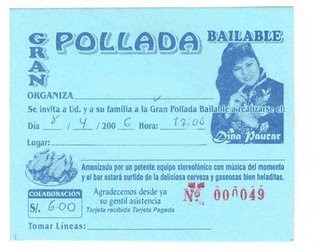 GRAN POLLADA BAILABLE
ORGANIZA
Se invita a Ud. y a su familia a la Gran Pollada Bailable a realizarse el:
Día 8 / 4 / 2006 Hora: 12:00
Dina Paucar
Lugar:
Amenizado por un potente equipo stereofónico con música del momento
y el bar estará surtido de la deliciosa cerveza y gaseosas bien heladitas.
COLABORACIÓN
S/. 6.00
Agradecemos desde ya
su gentil asistencia
Tarjeta recibida Tarjeta Pagada
Nº 000049
Tomar Líneas: